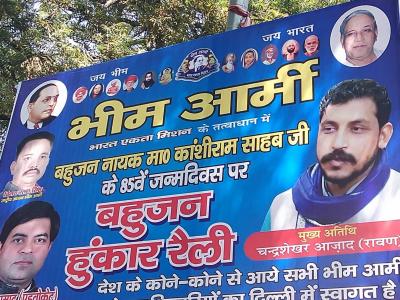 जय भीम
जय भारत
भीम आर्मी
भारत एकता मिशन के तत्वाधान में
बहुजन नायक मा0 कांशीराम साहब जी
के 85वें जन्मदिवस पर
बहुजन
हुंकार रैली
मुख्य अतिथि
चन्द्रशेखर आजाद (रावण)
देश के कोने-कोने से आये सभी भीम आर्मी
का दिल्ली में स्वागत है